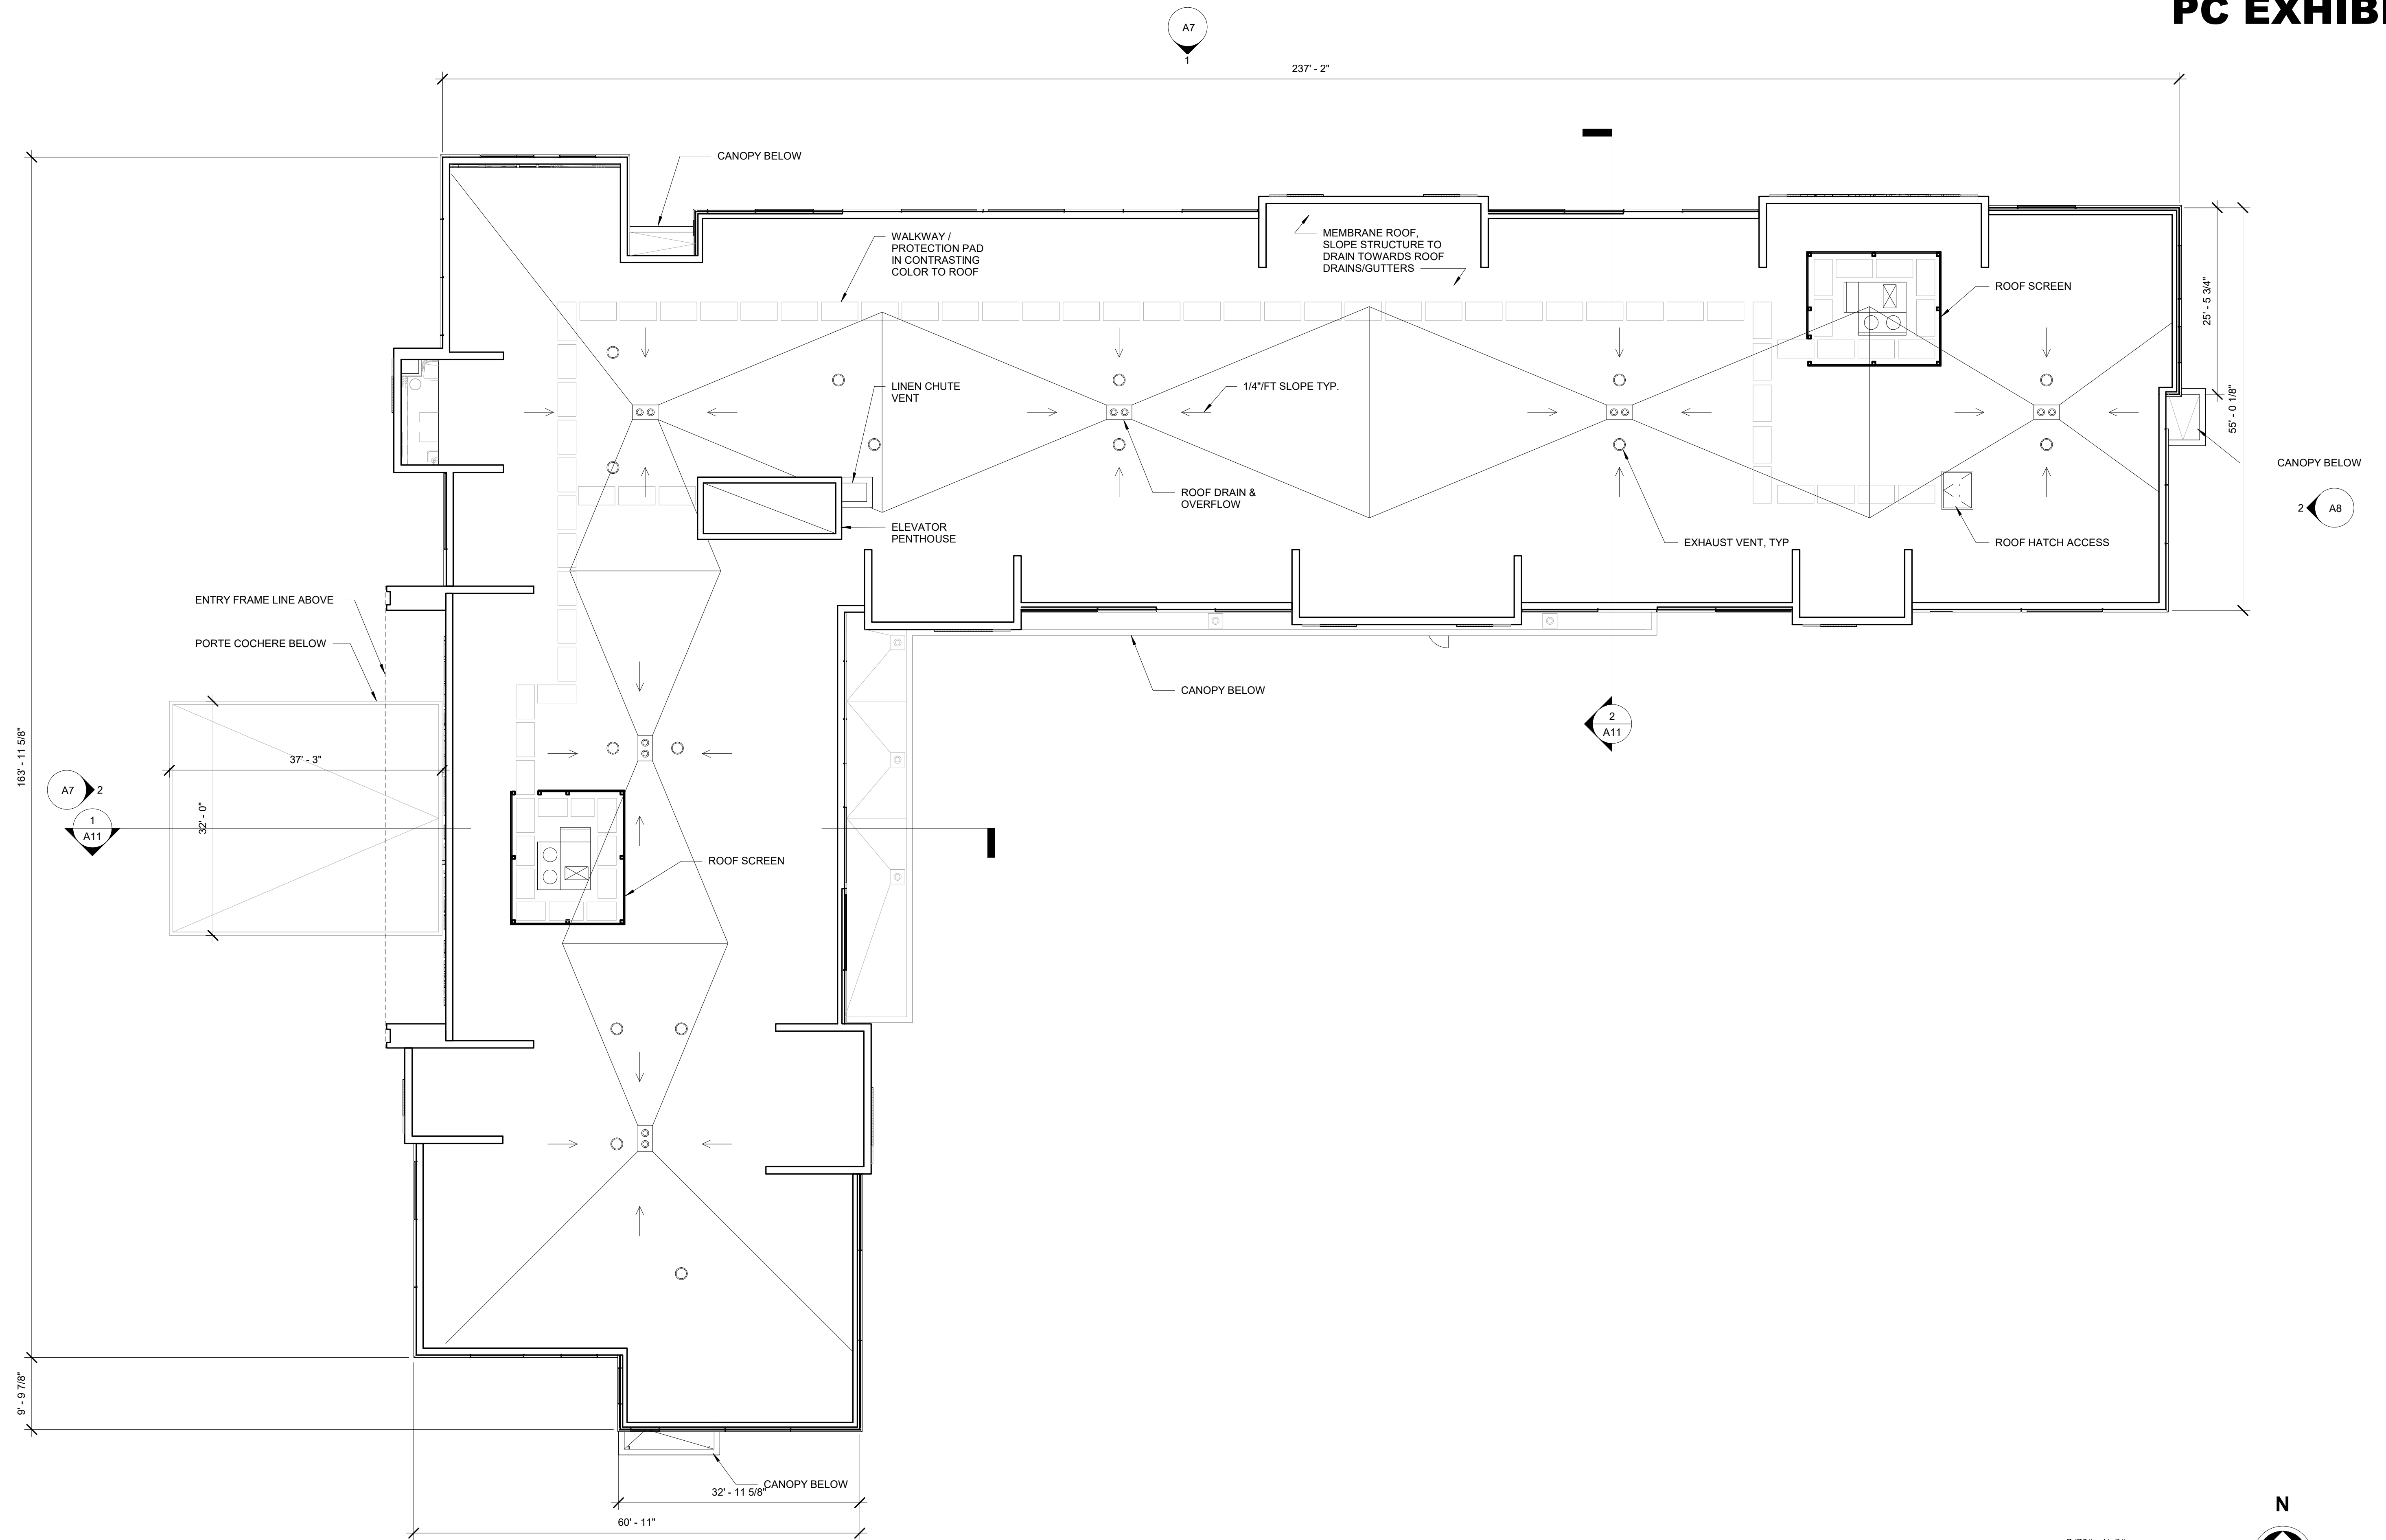 PC EXHIBI
A7
1
237' - 2"
CANOPY BELOW
WALKWAY /
PROTECTION PAD
IN CONTRASTING
COLOR TO ROOF
MEMBRANE ROOF,
SLOPE STRUCTURE TO
DRAIN TOWARDS ROOF
DRAINS/GUTTERS
ROOF SCREEN
25' - 5 3/4"
55' - 0 1/8"
LINEN CHUTE
VENT
1/4"/FT SLOPE TYP.
CANOPY BELOW
2
A8
ROOF DRAIN &
OVERFLOW
ELEVATOR
PENTHOUSE
EXHAUST VENT, TYP
ROOF HATCH ACCESS
ENTRY FRAME LINE ABOVE
PORTE COCHERE BELOW
CANOPY BELOW
2
A11
163' - 11 5/8"
37' - 3"
A7
2
32' - 0"
1
A11
ROOF SCREEN
9' - 9 7/8"
CANOPY BELOW
32' - 11 5/8"
60' - 11"
N